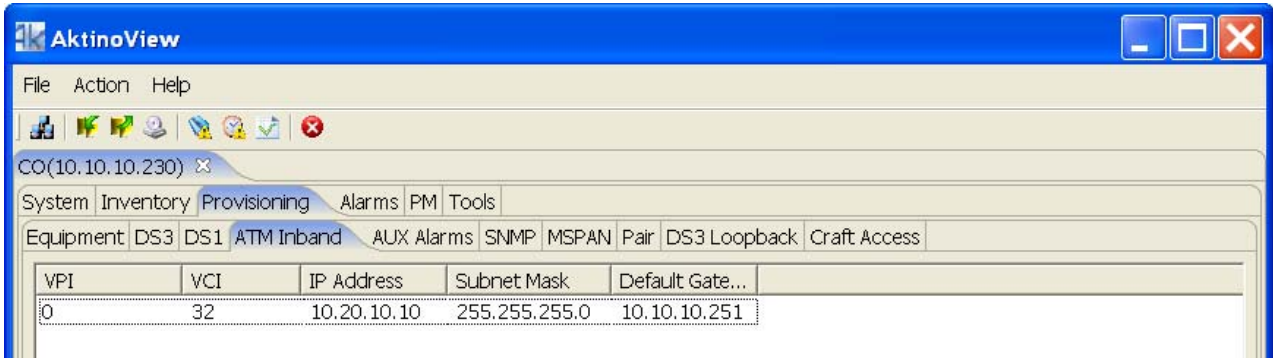 AktinoView
File Action Help
CO(10.10.10.230)
System Inventory Provisioning Alarms PM Tools
Equipment DS3 DS1 ATM Inband AUX Alarms SNMP MSPAN Pair DS3 Loopback Craft Access
VPI VCI IP Address Subnet Mask Default Gate...
0 32 10.20.10.10 255.255.255.0 10.10.10.251